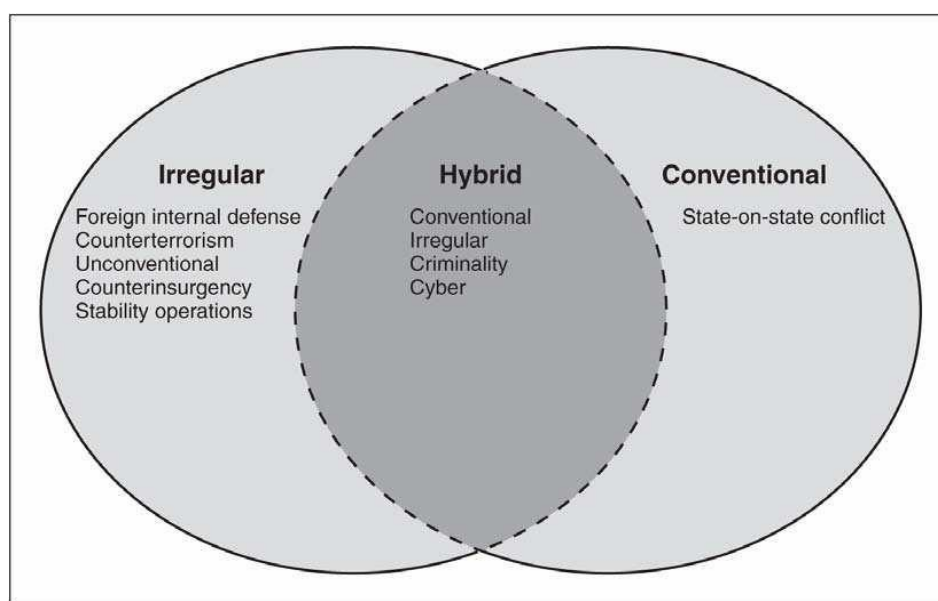 Irregular
Foreign internal defense
Counterterrorism
Unconventional
Counterinsurgency
Stability operations
Hybrid
Conventional
Irregular
Criminality
Cyber
Conventional
State-on-state conflict